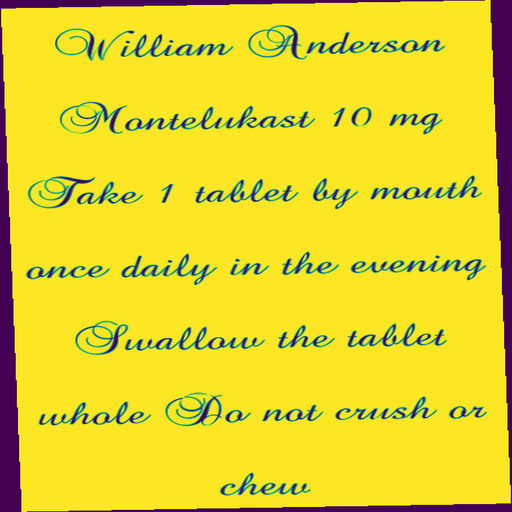 William Anderson
Montelukast 10 mg
Take 1 tablet by mouth
once daily in the evening
Swallow the tablet
whole Do not crush or
chew